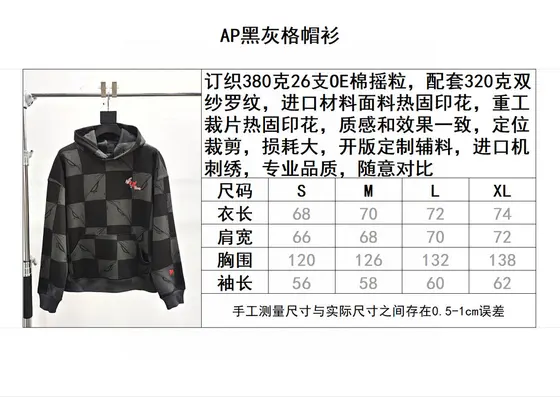 AP黑灰格帽衫
订织380克26支OE棉摇粒，配套320克双
纱罗纹，进口材料面料热固印花，重工
裁片热固印花，质感和效果一致，定位
裁剪，损耗大，开版定制辅料，进口机
刺绣，专业品质，随意对比
尺码 S M L XL
衣长 68 70 72 74
肩宽 66 68 70 72
胸围 120 126 132 138
袖长 56 58 60 62
手工测量尺寸与实际尺寸之间存在0.5-1cm误差